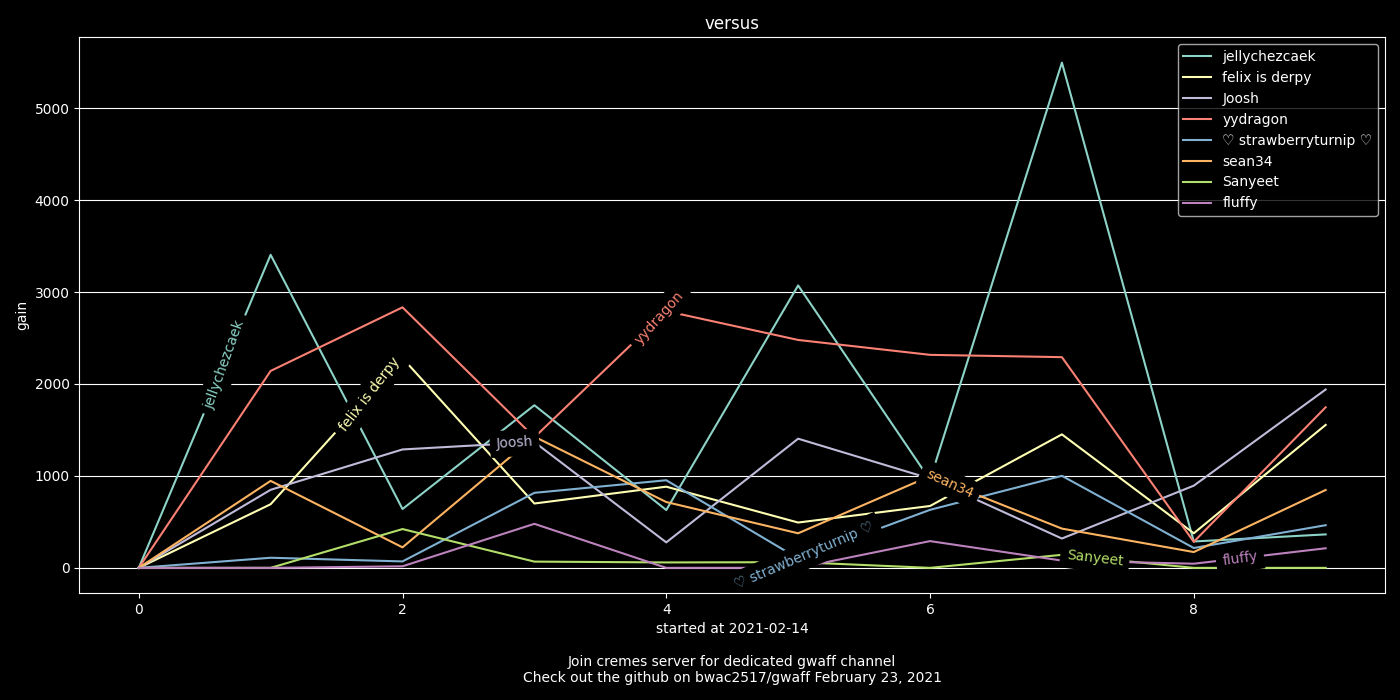 versus
jellychezcaek
felix is derpy
Joosh
yydragon
♡ strawberryturnip ♡
sean34
Sanyeet
fluffy
gain
5000
4000
3000
2000
1000
0
jellychezcaek
felix is derpy
Joosh
yydragon
♡ strawberryturnip ♡
sean34
Sanyeet
fluffy
0 2 4 6 8
started at 2021-02-14
Join cremes server for dedicated gwaff channel
Check out the github on bwac2517/gwaff February 23, 2021